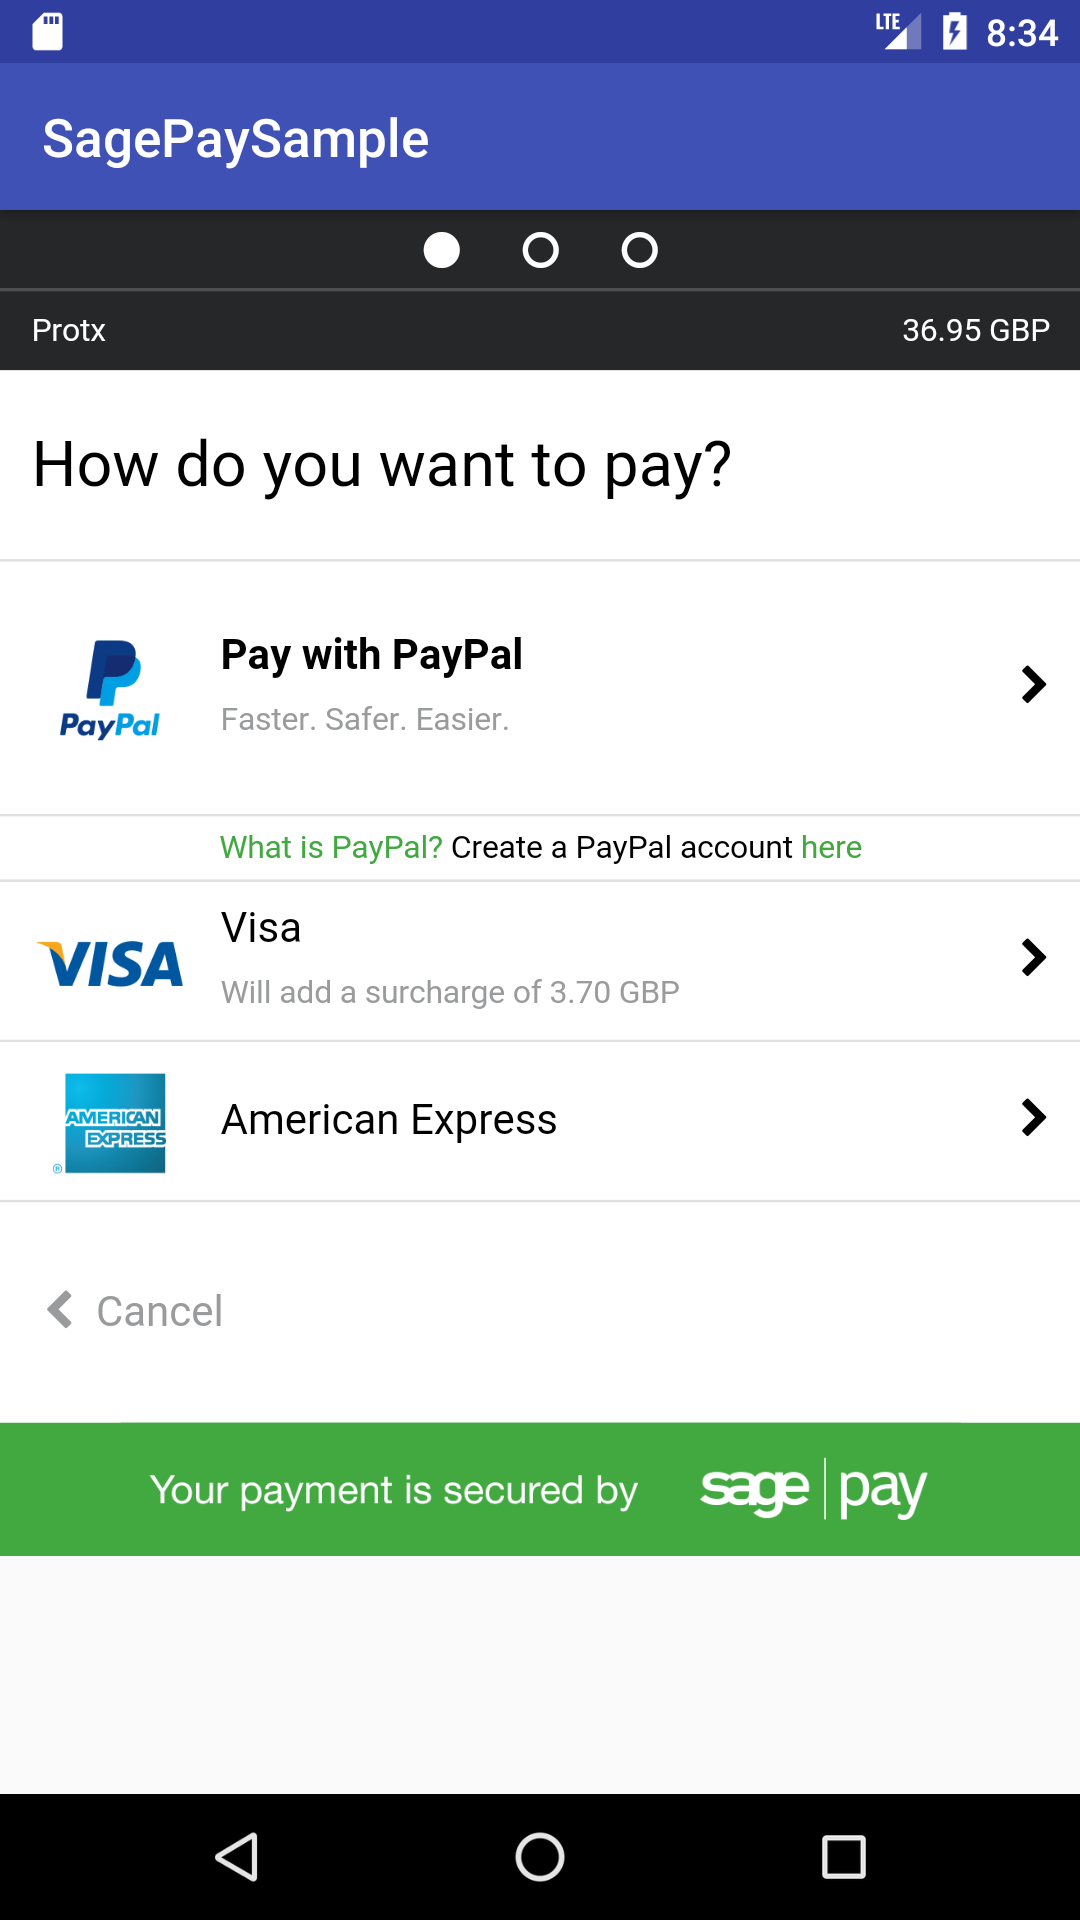 LTE 8:34
SagePaySample
Protx 36.95 GBP
How do you want to pay?
Pay with PayPal
PayPal
Faster. Safer. Easier.
What is PayPal? Create a PayPal account here
Visa
VISA
Will add a surcharge of 3.70 GBP
AMERICAN
EXPRESS
®
American Express
Cancel
Your payment is secured by sage pay